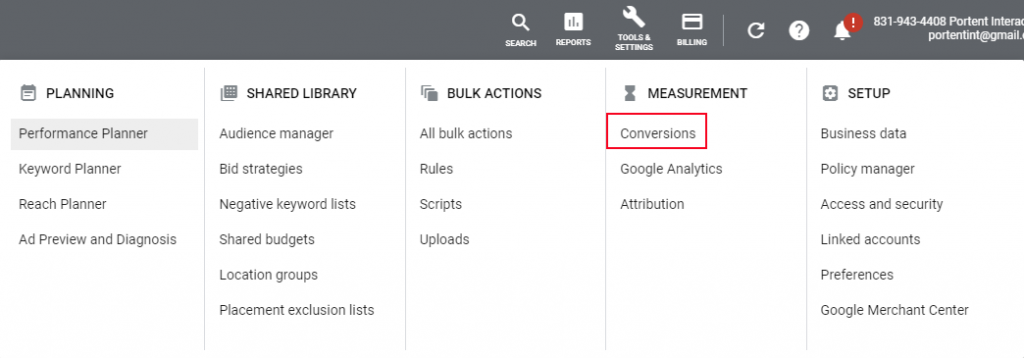 SEARCH
REPORTS
TOOLS &
SETTINGS
BILLING
831-943-4408 Portent
portentint@gmail
PLANNING
Performance Planner
Keyword Planner
Reach Planner
Ad Preview and Diagnosis
SHARED LIBRARY
Audience manager
Bid strategies
Negative keyword lists
Shared budgets
Location groups
Placement exclusion lists
BULK ACTIONS
All bulk actions
Rules
Scripts
Uploads
MEASUREMENT
Conversions
Google Analytics
Attribution
SETUP
Business data
Policy manager
Access and security
Linked accounts
Preferences
Google Merchant Center